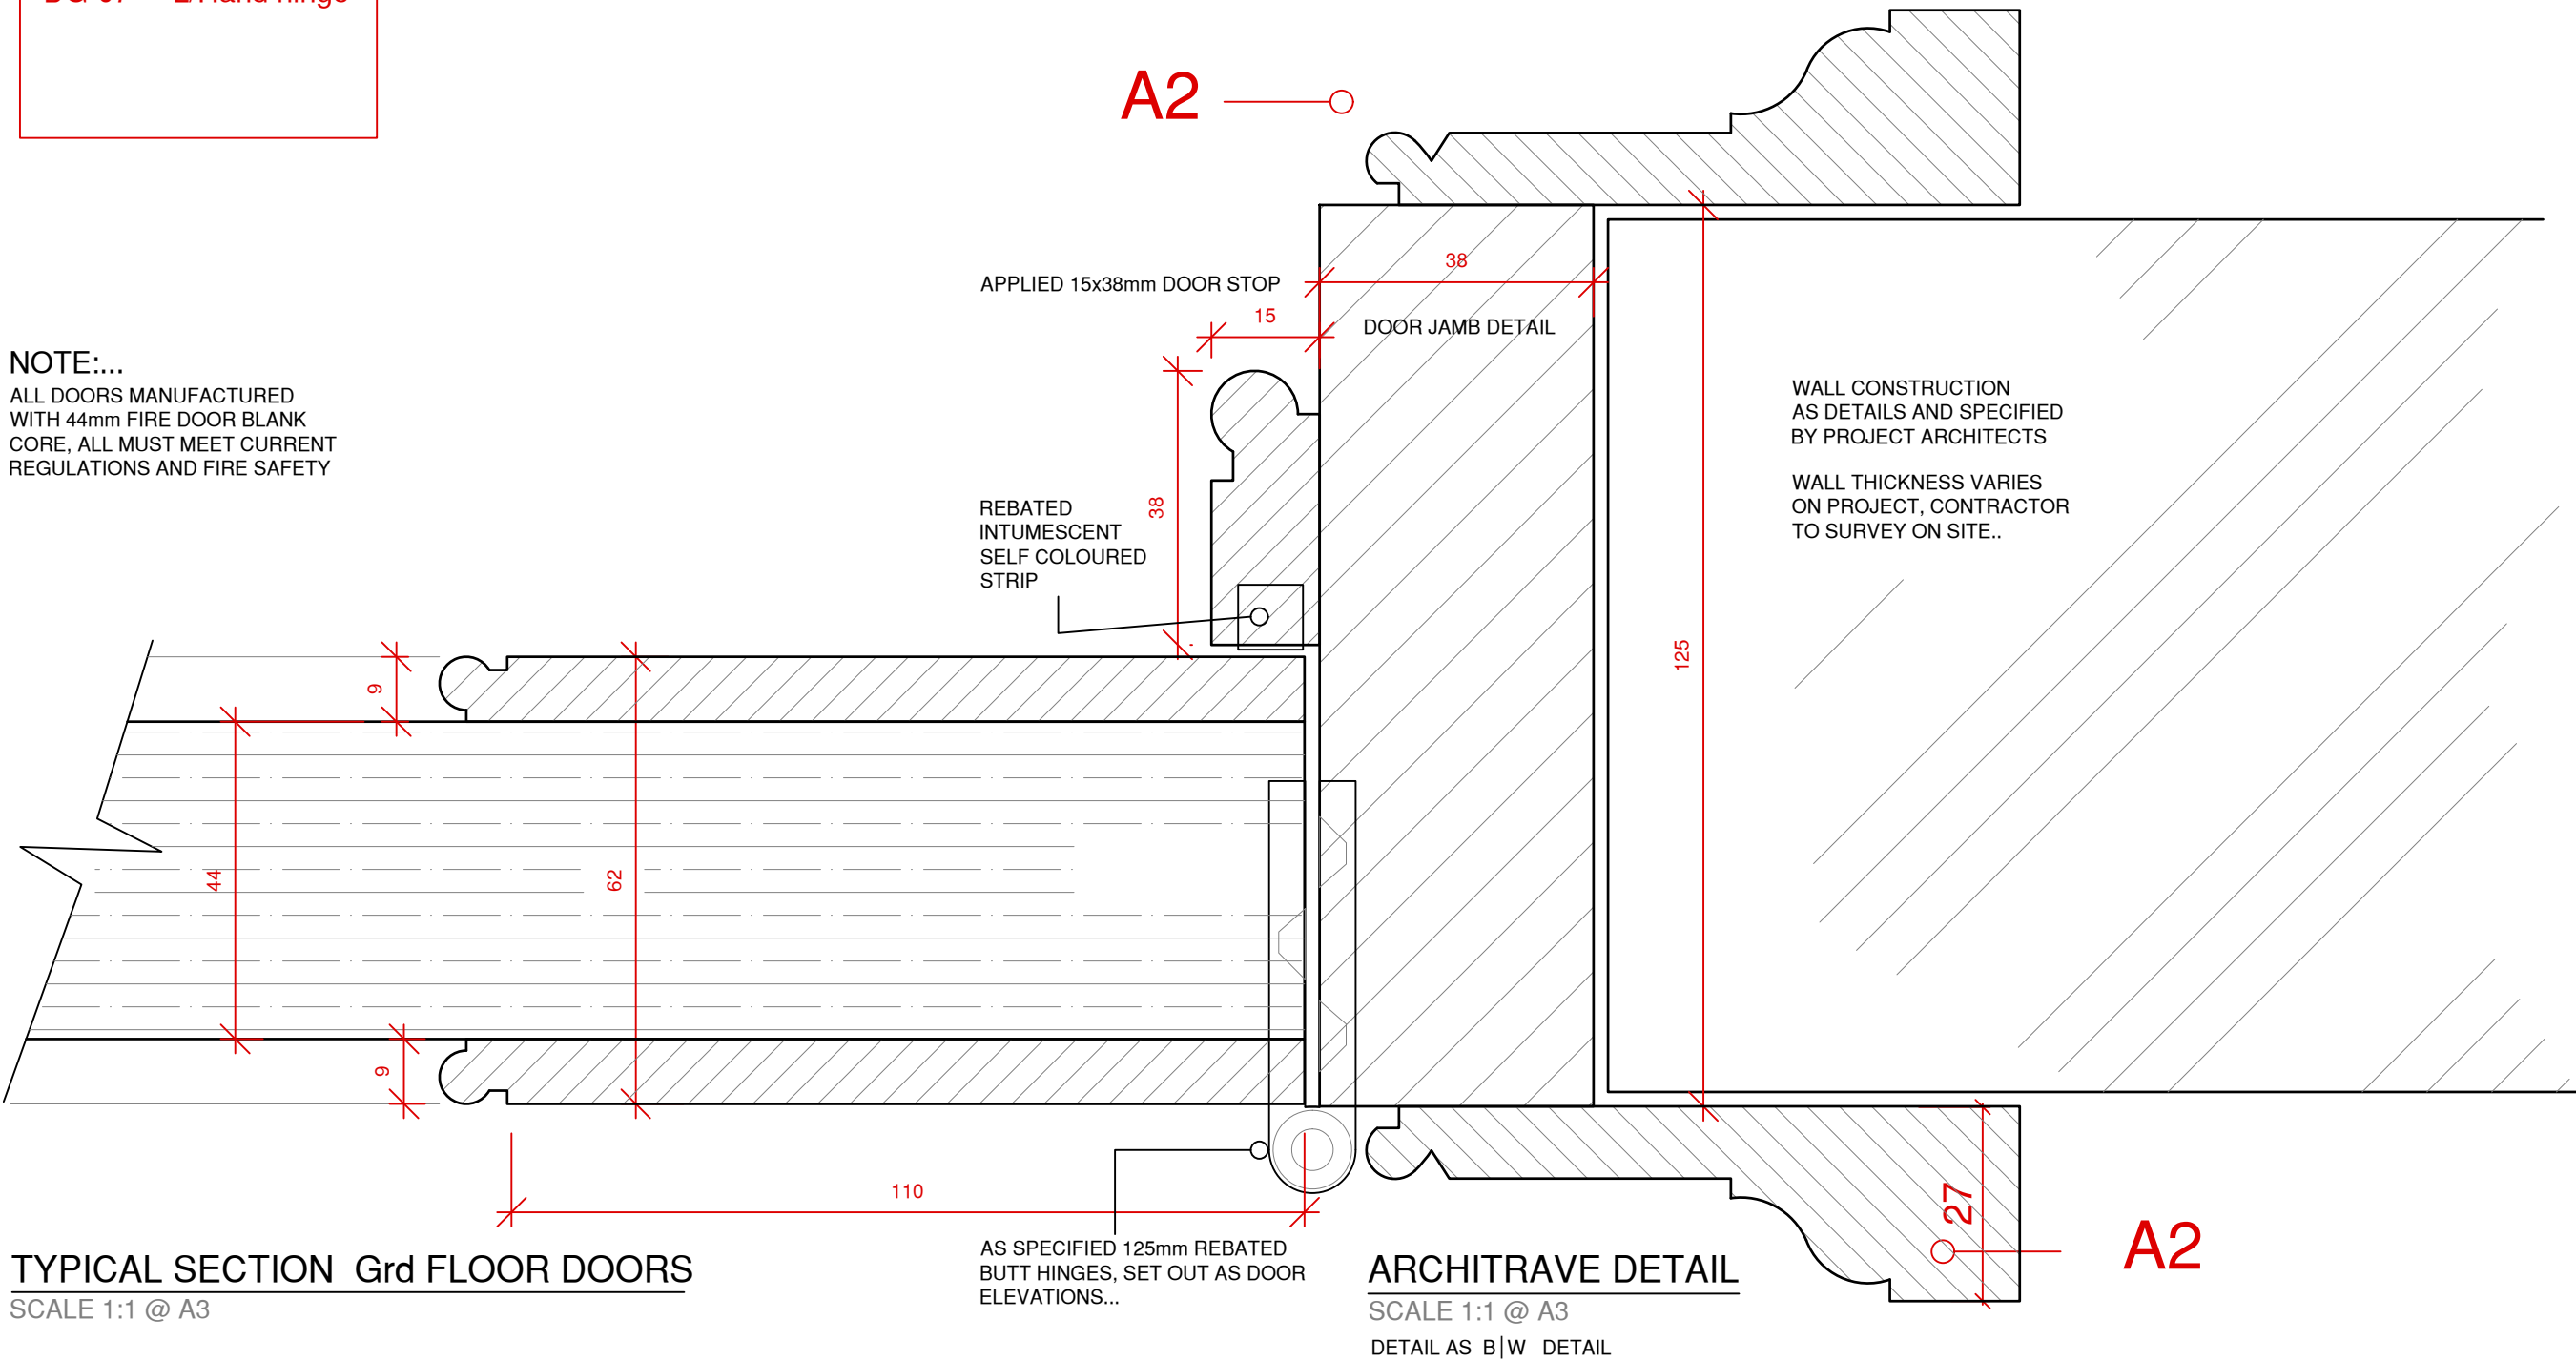 A2
APPLIED 15x38mm DOOR STOP
38
15
DOOR JAMB DETAIL
NOTE:...
ALL DOORS MANUFACTURED
WITH 44mm FIRE DOOR BLANK
CORE, ALL MUST MEET CURRENT
REGULATIONS AND FIRE SAFETY
WALL CONSTRUCTION
AS DETAILS AND SPECIFIED
BY PROJECT ARCHITECTS
WALL THICKNESS VARIES
ON PROJECT, CONTRACTOR
TO SURVEY ON SITE..
REBATED
INTUMESCENT
SELF COLOURED
STRIP
38
125
9
44
62
9
110
27
A2
AS SPECIFIED 125mm REBATED
BUTT HINGES, SET OUT AS DOOR
ELEVATIONS...
TYPICAL SECTION Grd FLOOR DOORS
SCALE 1:1 @ A3
ARCHITRAVE DETAIL
SCALE 1:1 @ A3
DETAIL AS B|W DETAIL